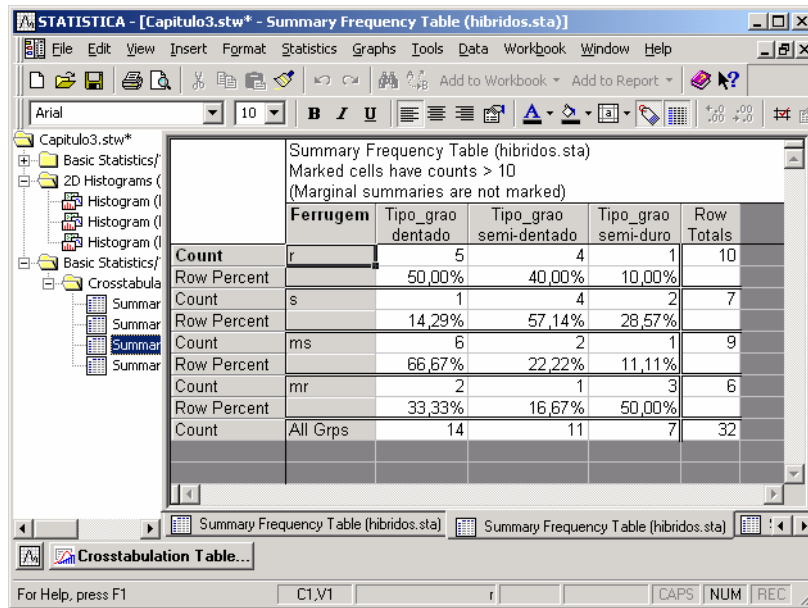 STATISTICA - [Capitulo3.stw* - Summary Frequency Table (hibridos.sta)]
File Edit View Insert Format Statistics Graphs Tools Data Workbook Window Help
Add to Workbook Add to Report
Arial 10 B I U
Capitulo3.stw*
Basic Statistics/
2D Histograms (
Histogram (
Histogram (
Histogram (
Basic Statistics/
Crosstabula
Summar
Summar
Summar
Summar
Summary Frequency Table (hibridos.sta)
Marked cells have counts > 10
(Marginal summaries are not marked)
Ferrugem Tipo_grao dentado Tipo_grao semi-dentado Tipo_grao semi-duro Row Totals
Count r 5 4 1 10
Row Percent 50,00% 40,00% 10,00%
Count s 1 4 2 7
Row Percent 14,29% 57,14% 28,57%
Count ms 6 2 1 9
Row Percent 66,67% 22,22% 11,11%
Count mr 2 1 3 6
Row Percent 33,33% 16,67% 50,00%
Count All Grps 14 11 7 32
Summary Frequency Table (hibridos.sta) Summary Frequency Table (hibridos.sta)
Crosstabulation Table...
For Help, press F1 C1,V1 r CAPS NUM REC